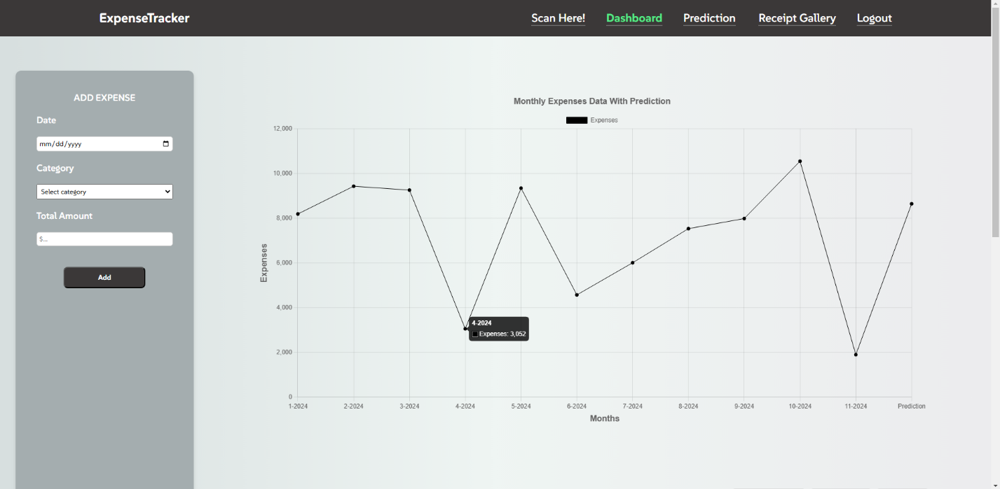 ExpenseTracker
Scan Here! Dashboard Prediction Receipt Gallery Logout
ADD EXPENSE
Date
mm/dd/yyyy
Category
Select category
Total Amount
$...
Add
Monthly Expenses Data With Prediction
Expenses
12,000
10,000
8,000
6,000
4,000
2,000
0
Expenses
4-2024
Expenses: 3,052
1-2024 2-2024 3-2024 4-2024 5-2024 6-2024 7-2024 8-2024 9-2024 10-2024 11-2024 Prediction
Months